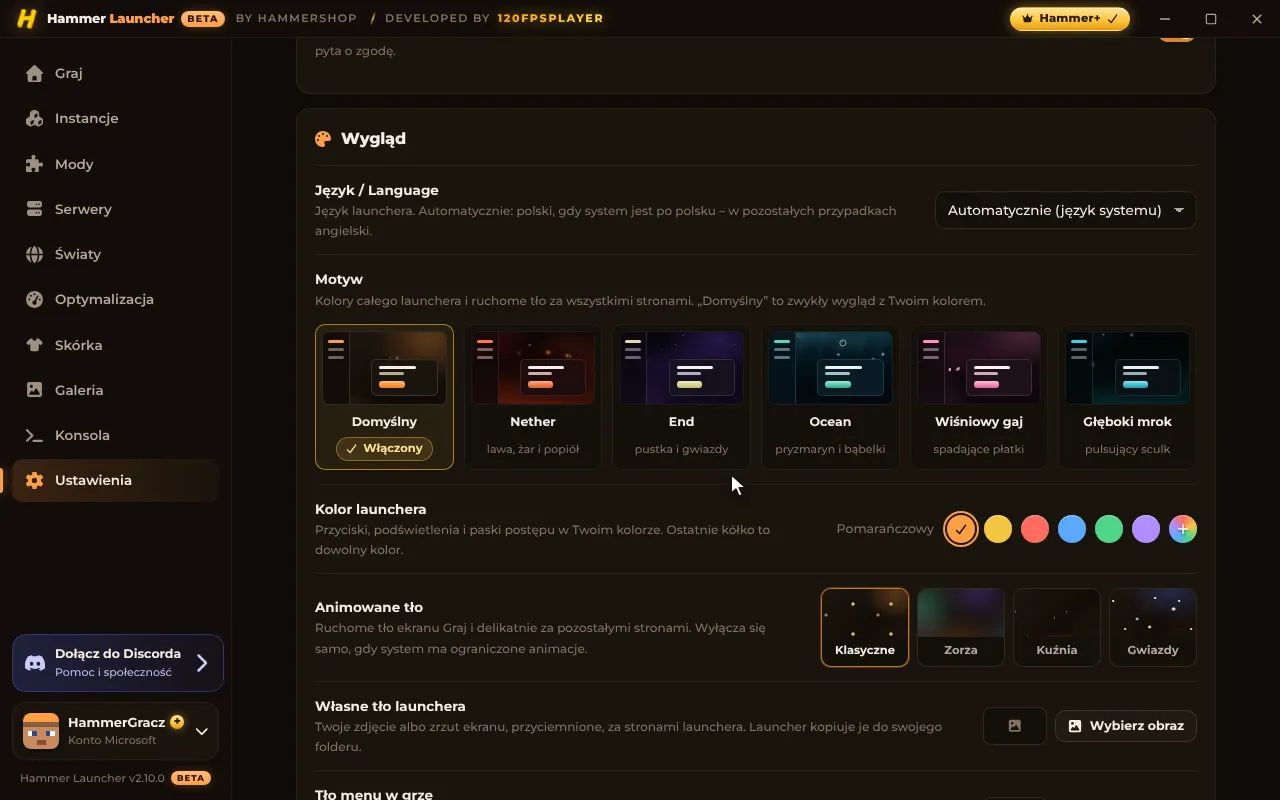 Hammer Launcher BETA BY HAMMERSHOP / DEVELOPED BY 120FPSPLAYER
Hammer+
pyta o zgodę.
Graj
Instancje
Mody
Serwery
Światy
Optymalizacja
Skórka
Galeria
Konsola
Ustawienia
Wygląd
Język / Language
Język launchera. Automatycznie: polski, gdy system jest po polsku – w pozostałych przypadkach
angielski.
Automatycznie (język systemu)
Motyw
Kolory całego launchera i ruchome tło za wszystkimi stronami. „Domyślny” to zwykły wygląd z Twoim kolorem.
Domyślny
Włączony
Nether
lawa, żar i popiół
End
pustka i gwiazdy
Ocean
pryzmaryn i bąbelki
Wiśniowy gaj
spadające płatki
Głęboki mrok
pulsujący sculk
Kolor launchera
Przyciski, podświetlenia i paski postępu w Twoim kolorze. Ostatnie kółko to
dowolny kolor.
Pomarańczowy
Animowane tło
Ruchome tło ekranu Graj i delikatnie za pozostałymi stronami. Wyłącza się
samo, gdy system ma ograniczone animacje.
Klasyczne
Zorza
Kuźnia
Gwiazdy
Własne tło launchera
Twoje zdjęcie albo zrzut ekranu, przyciemnione, za stronami launchera. Launcher kopiuje je do swojego
folderu.
Wybierz obraz
Tło menu w grze
Dołącz do Discorda
Pomoc i społeczność
HammerGracz
Konto Microsoft
Hammer Launcher v2.10.0 BETA